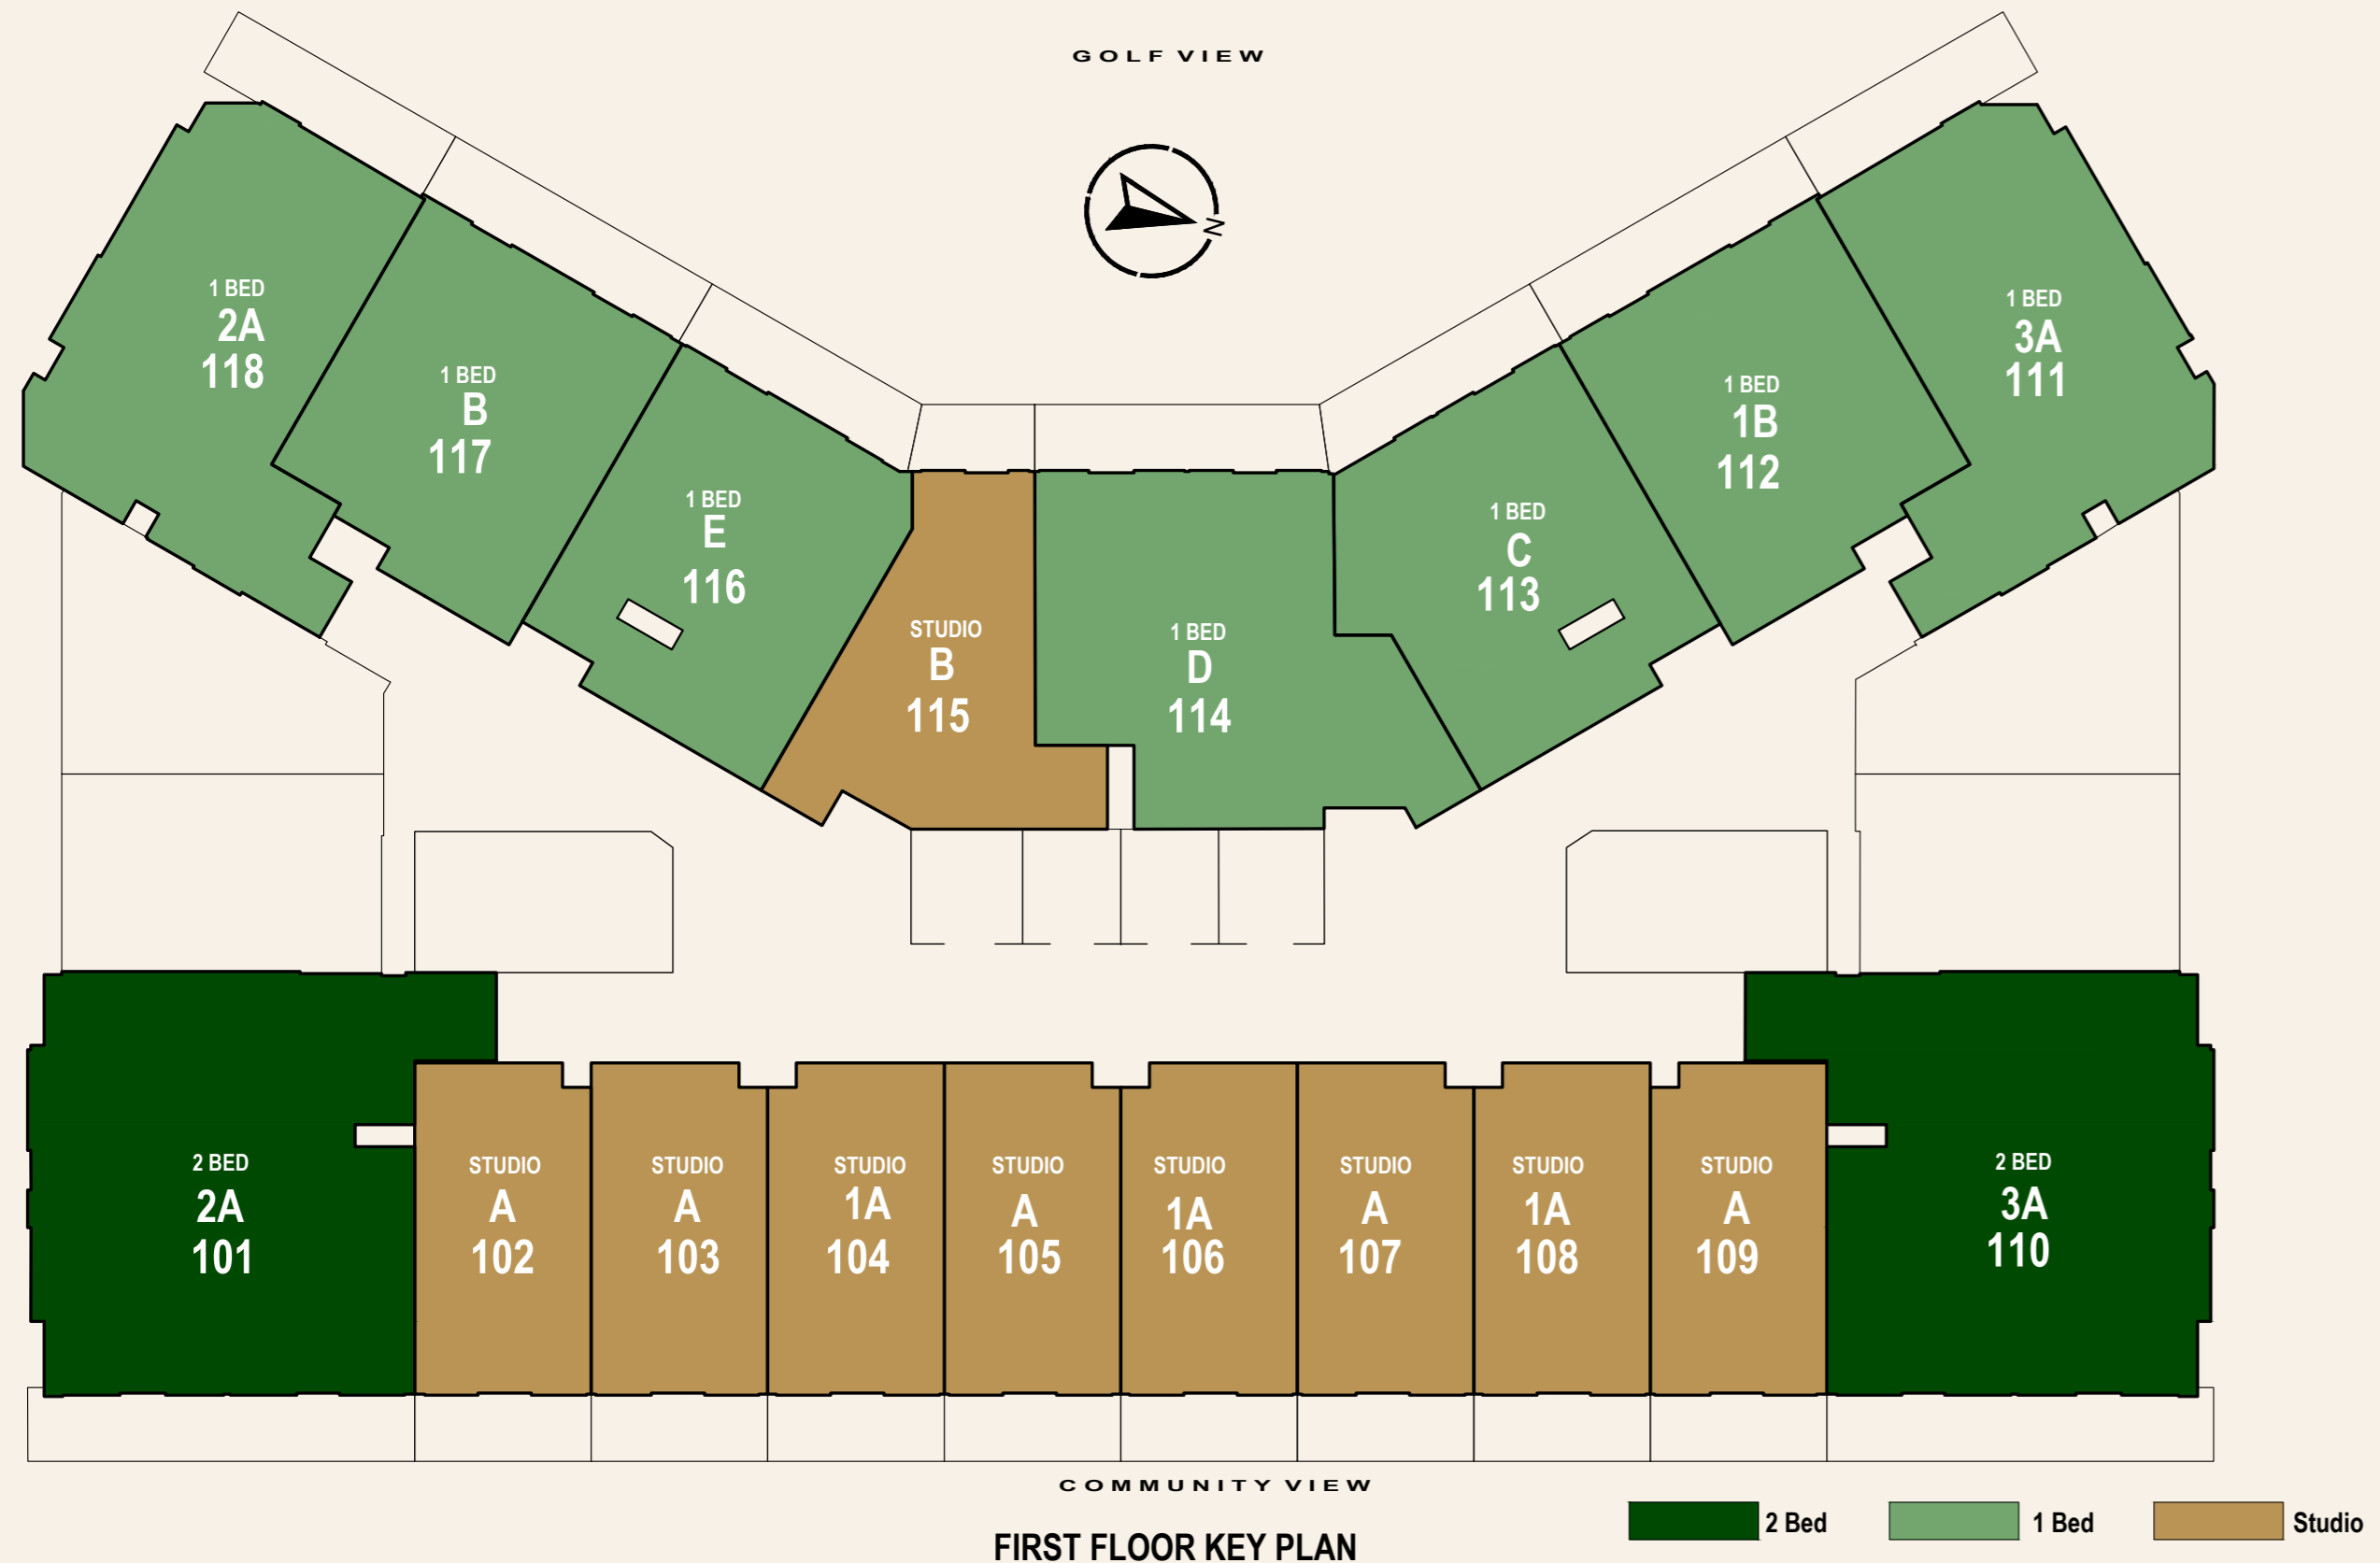 GOLF VIEW
N
1 BED
2A
118
1 BED
B
117
1 BED
E
116
STUDIO
B
115
1 BED
D
114
1 BED
C
113
1 BED
1B
112
1 BED
3A
111
2 BED
2A
101
STUDIO
A
102
STUDIO
A
103
STUDIO
1A
104
STUDIO
A
105
STUDIO
1A
106
STUDIO
A
107
STUDIO
1A
108
STUDIO
A
109
2 BED
3A
110
COMMUNITY VIEW
FIRST FLOOR KEY PLAN
2 Bed
1 Bed
Studio